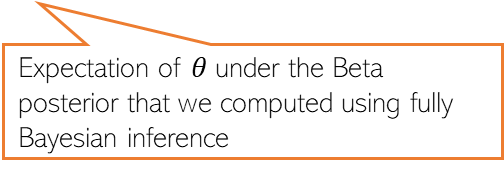 Expectation of θ under the Beta
posterior that we computed using fully
Bayesian inference